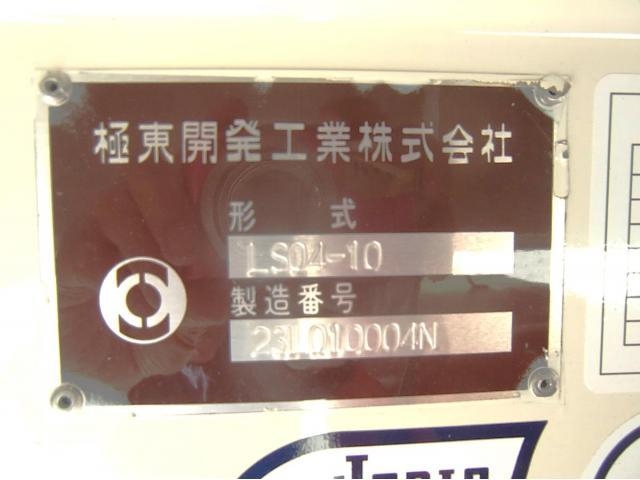 極東開発工業株式会社
形 式
LS04-10
製造番号
23L010004N